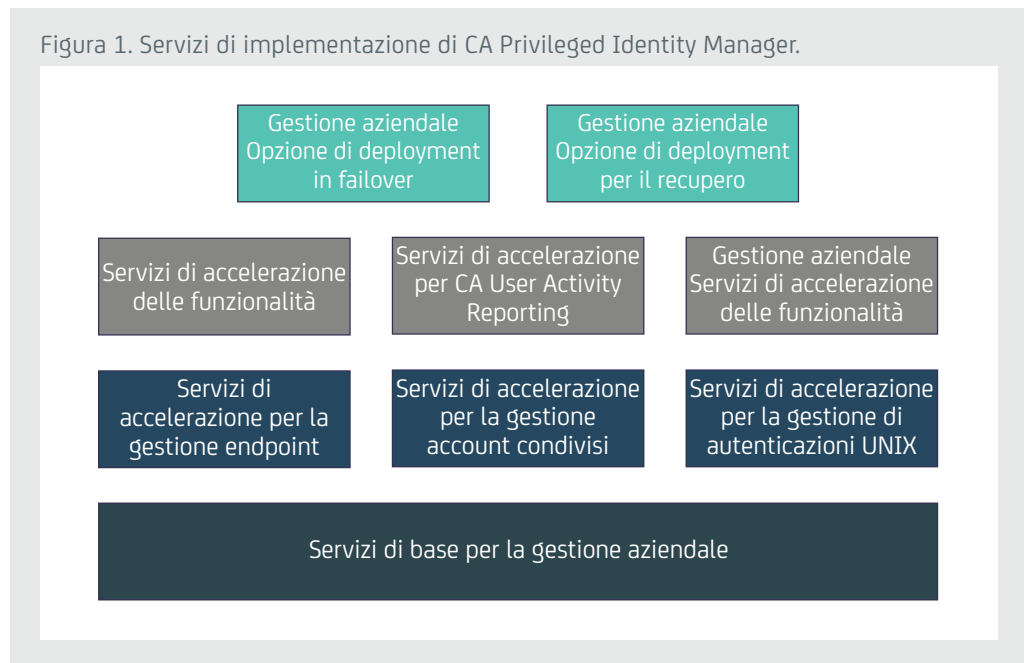 Figura 1. Servizi di implementazione di CA Privileged Identity Manager.
Gestione aziendale
Opzione di deployment
in failover
Gestione aziendale
Opzione di deployment
per il recupero
Servizi di accelerazione
delle funzionalità
Servizi di accelerazione
per CA User Activity
Reporting
Gestione aziendale
Servizi di accelerazione
delle funzionalità
Servizi di
accelerazione per la
gestione endpoint
Servizi di accelerazione
per la gestione
account condivisi
Servizi di accelerazione
per la gestione di
autenticazioni UNIX
Servizi di base per la gestione aziendale